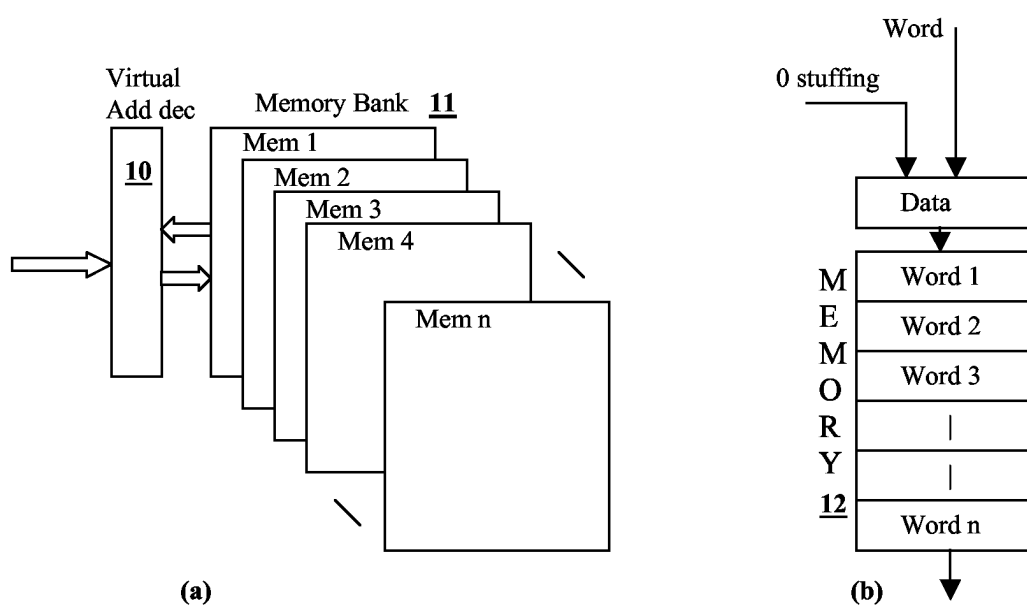 Virtual
Add dec
10
Memory Bank 11
Mem 1
Mem 2
Mem 3
Mem 4
Mem n
(a)
Word
0 stuffing
Data
MEMORY
12
Word 1
Word 2
Word 3
Word n
(b)